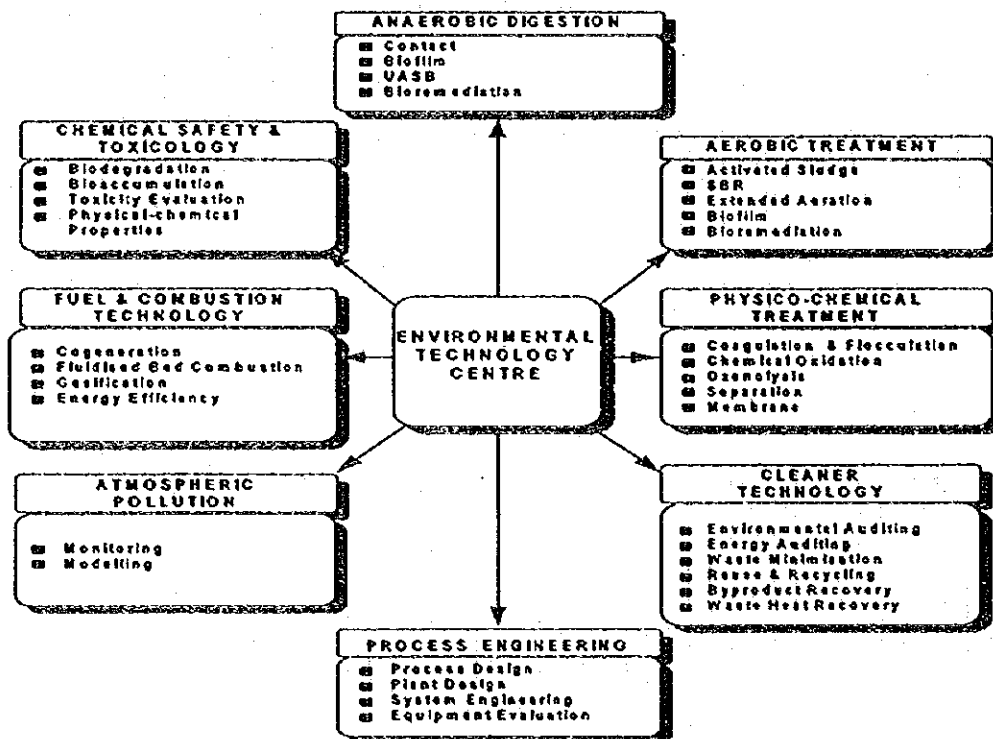 ANAEROBIC DIGESTION
Contact
Biofilm
UASB
Bioremediation
CHEMICAL SAFETY &
TOXICOLOGY
Biodegradation
Bioaccumulation
Toxicity Evaluation
Physical-chemical
Properties
AEROBIC TREATMENT
Activated Sludge
SBR
Extended Aeration
Biofilm
Bioremediation
FUEL & COMBUSTION
TECHNOLOGY
Cogeneration
Fluidised Bed Combustion
Gasification
Energy Efficiency
ENVIRONMENTAL
TECHNOLOGY
CENTRE
PHYSICO-CHEMICAL
TREATMENT
Coagulation & Flocculation
Chemical Oxidation
Ozonolysis
Separation
Membrane
ATMOSPHERIC
POLLUTION
Monitoring
Modelling
CLEANER
TECHNOLOGY
Environmental Auditing
Energy Auditing
Waste Minimisation
Reuse & Recycling
Byproduct Recovery
Waste Heat Recovery
PROCESS ENGINEERING
Process Design
Plant Design
System Engineering
Equipment Evaluation